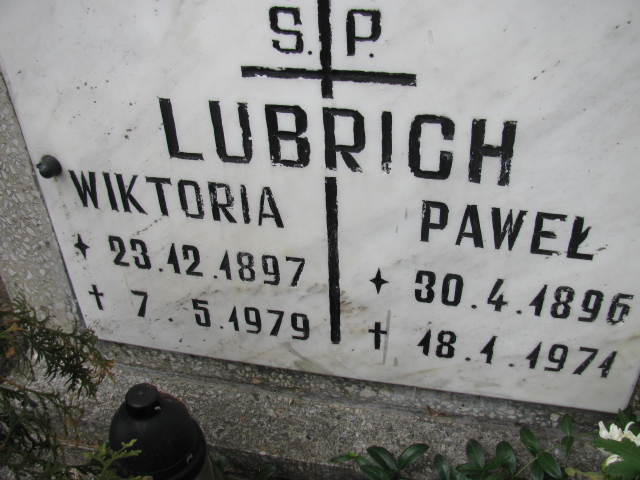 S. P.
LUBRICH
WIKTORIA
23.12.1897
7. 5.1979
PAWEŁ
30.4.1896
18.1.1971